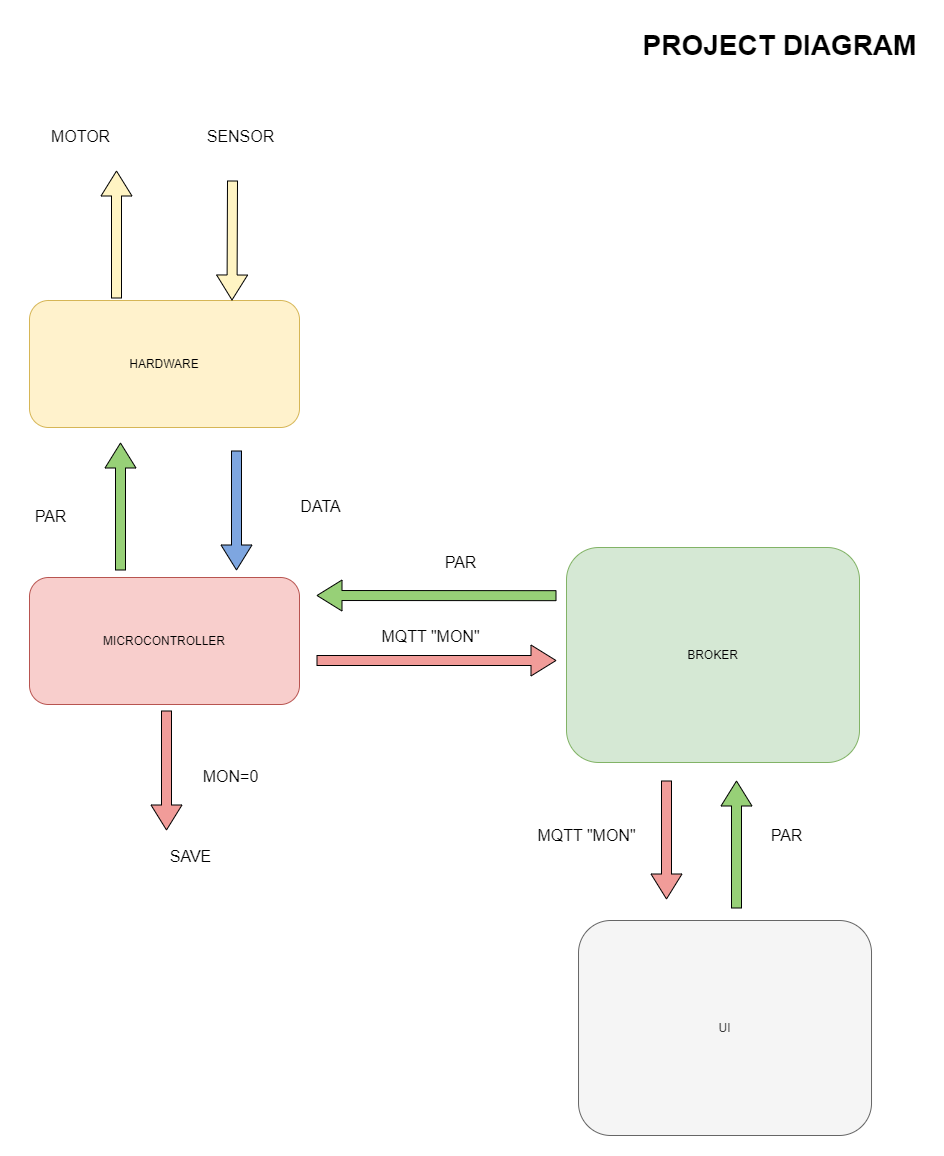 PROJECT DIAGRAM
MOTOR
SENSOR
HARDWARE
PAR
DATA
PAR
MQTT "MON"
MICROCONTROLLER
BROKER
MON=0
SAVE
MQTT "MON"
PAR
UI